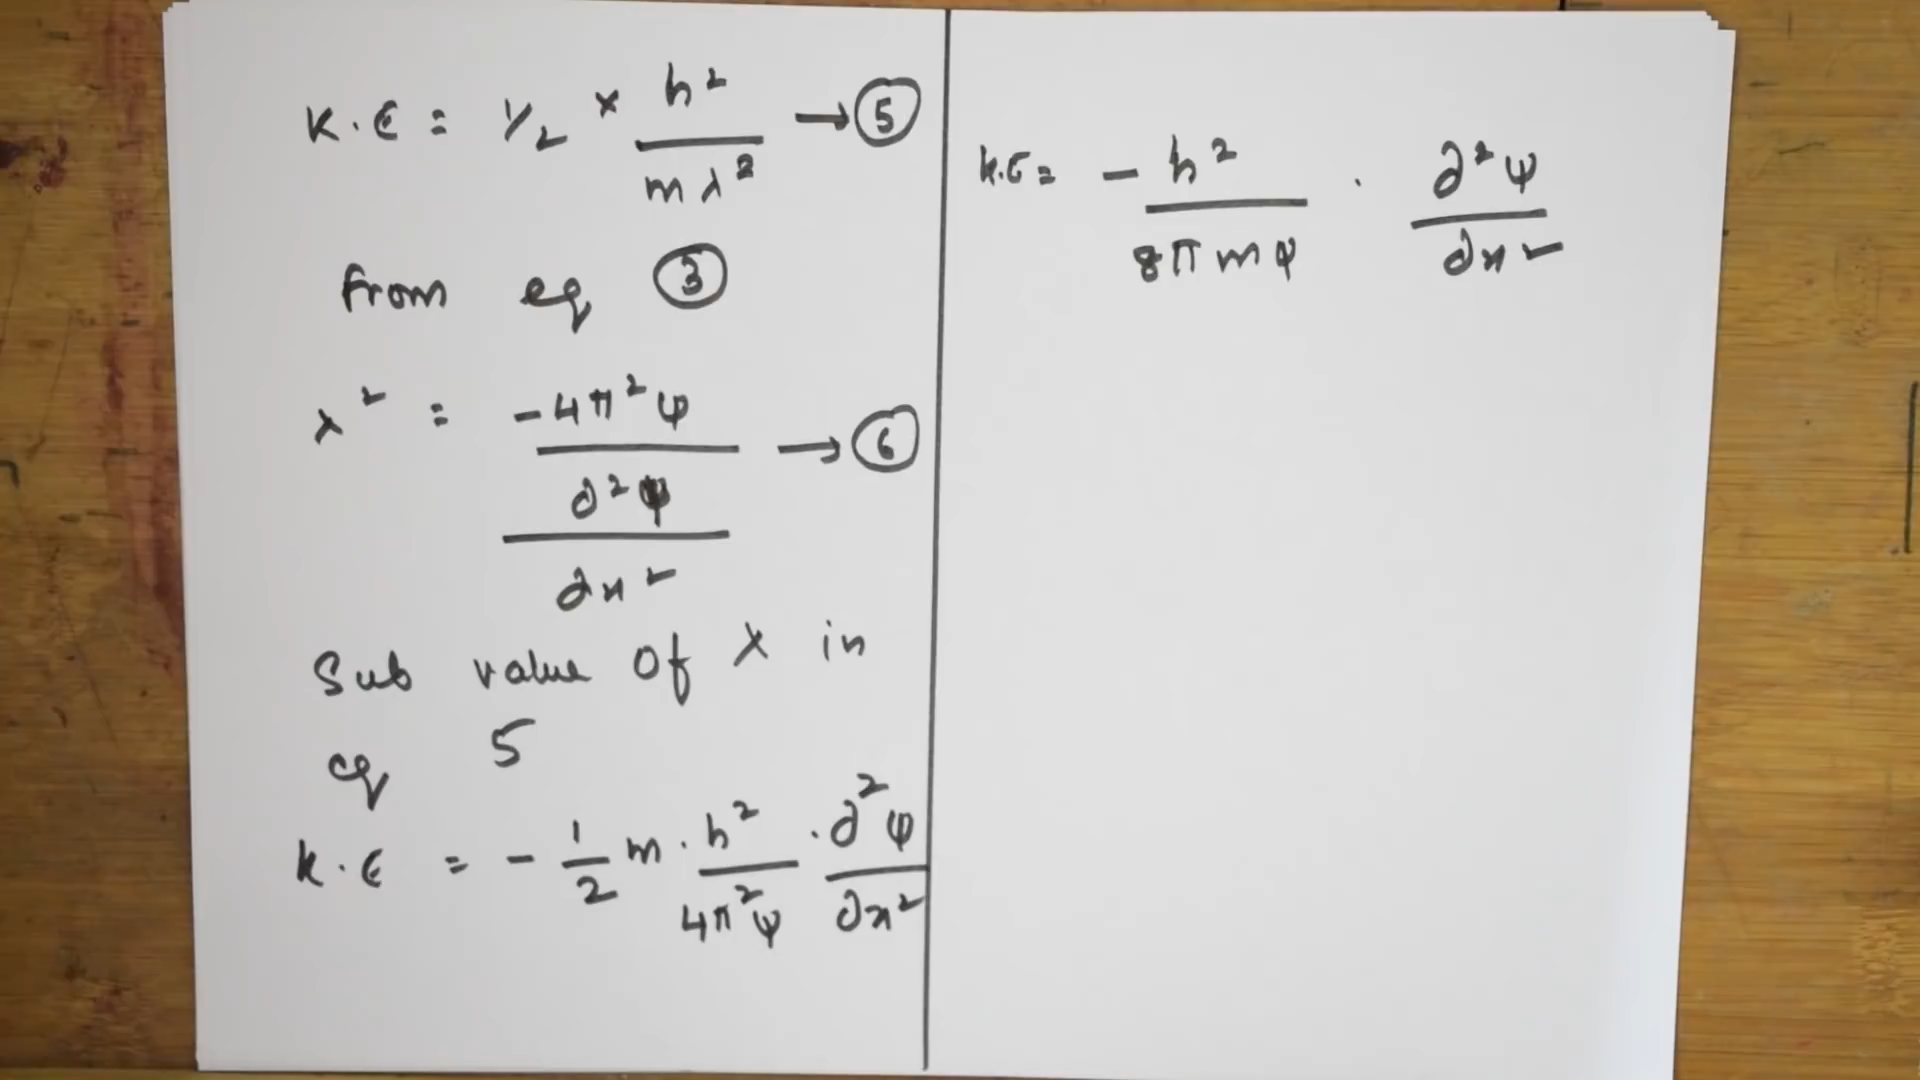 K.E = 1/2 × h² / mλ² → ⑤
From eq ③
λ² = -4π²ψ / ∂²ψ / ∂x² → ⑥
Sub value of λ in
eq 5
K.E = - 1/2 m · h² / 4π²ψ · ∂²ψ / ∂x²
K.E = - h² / 8πmψ · ∂²ψ / ∂x²